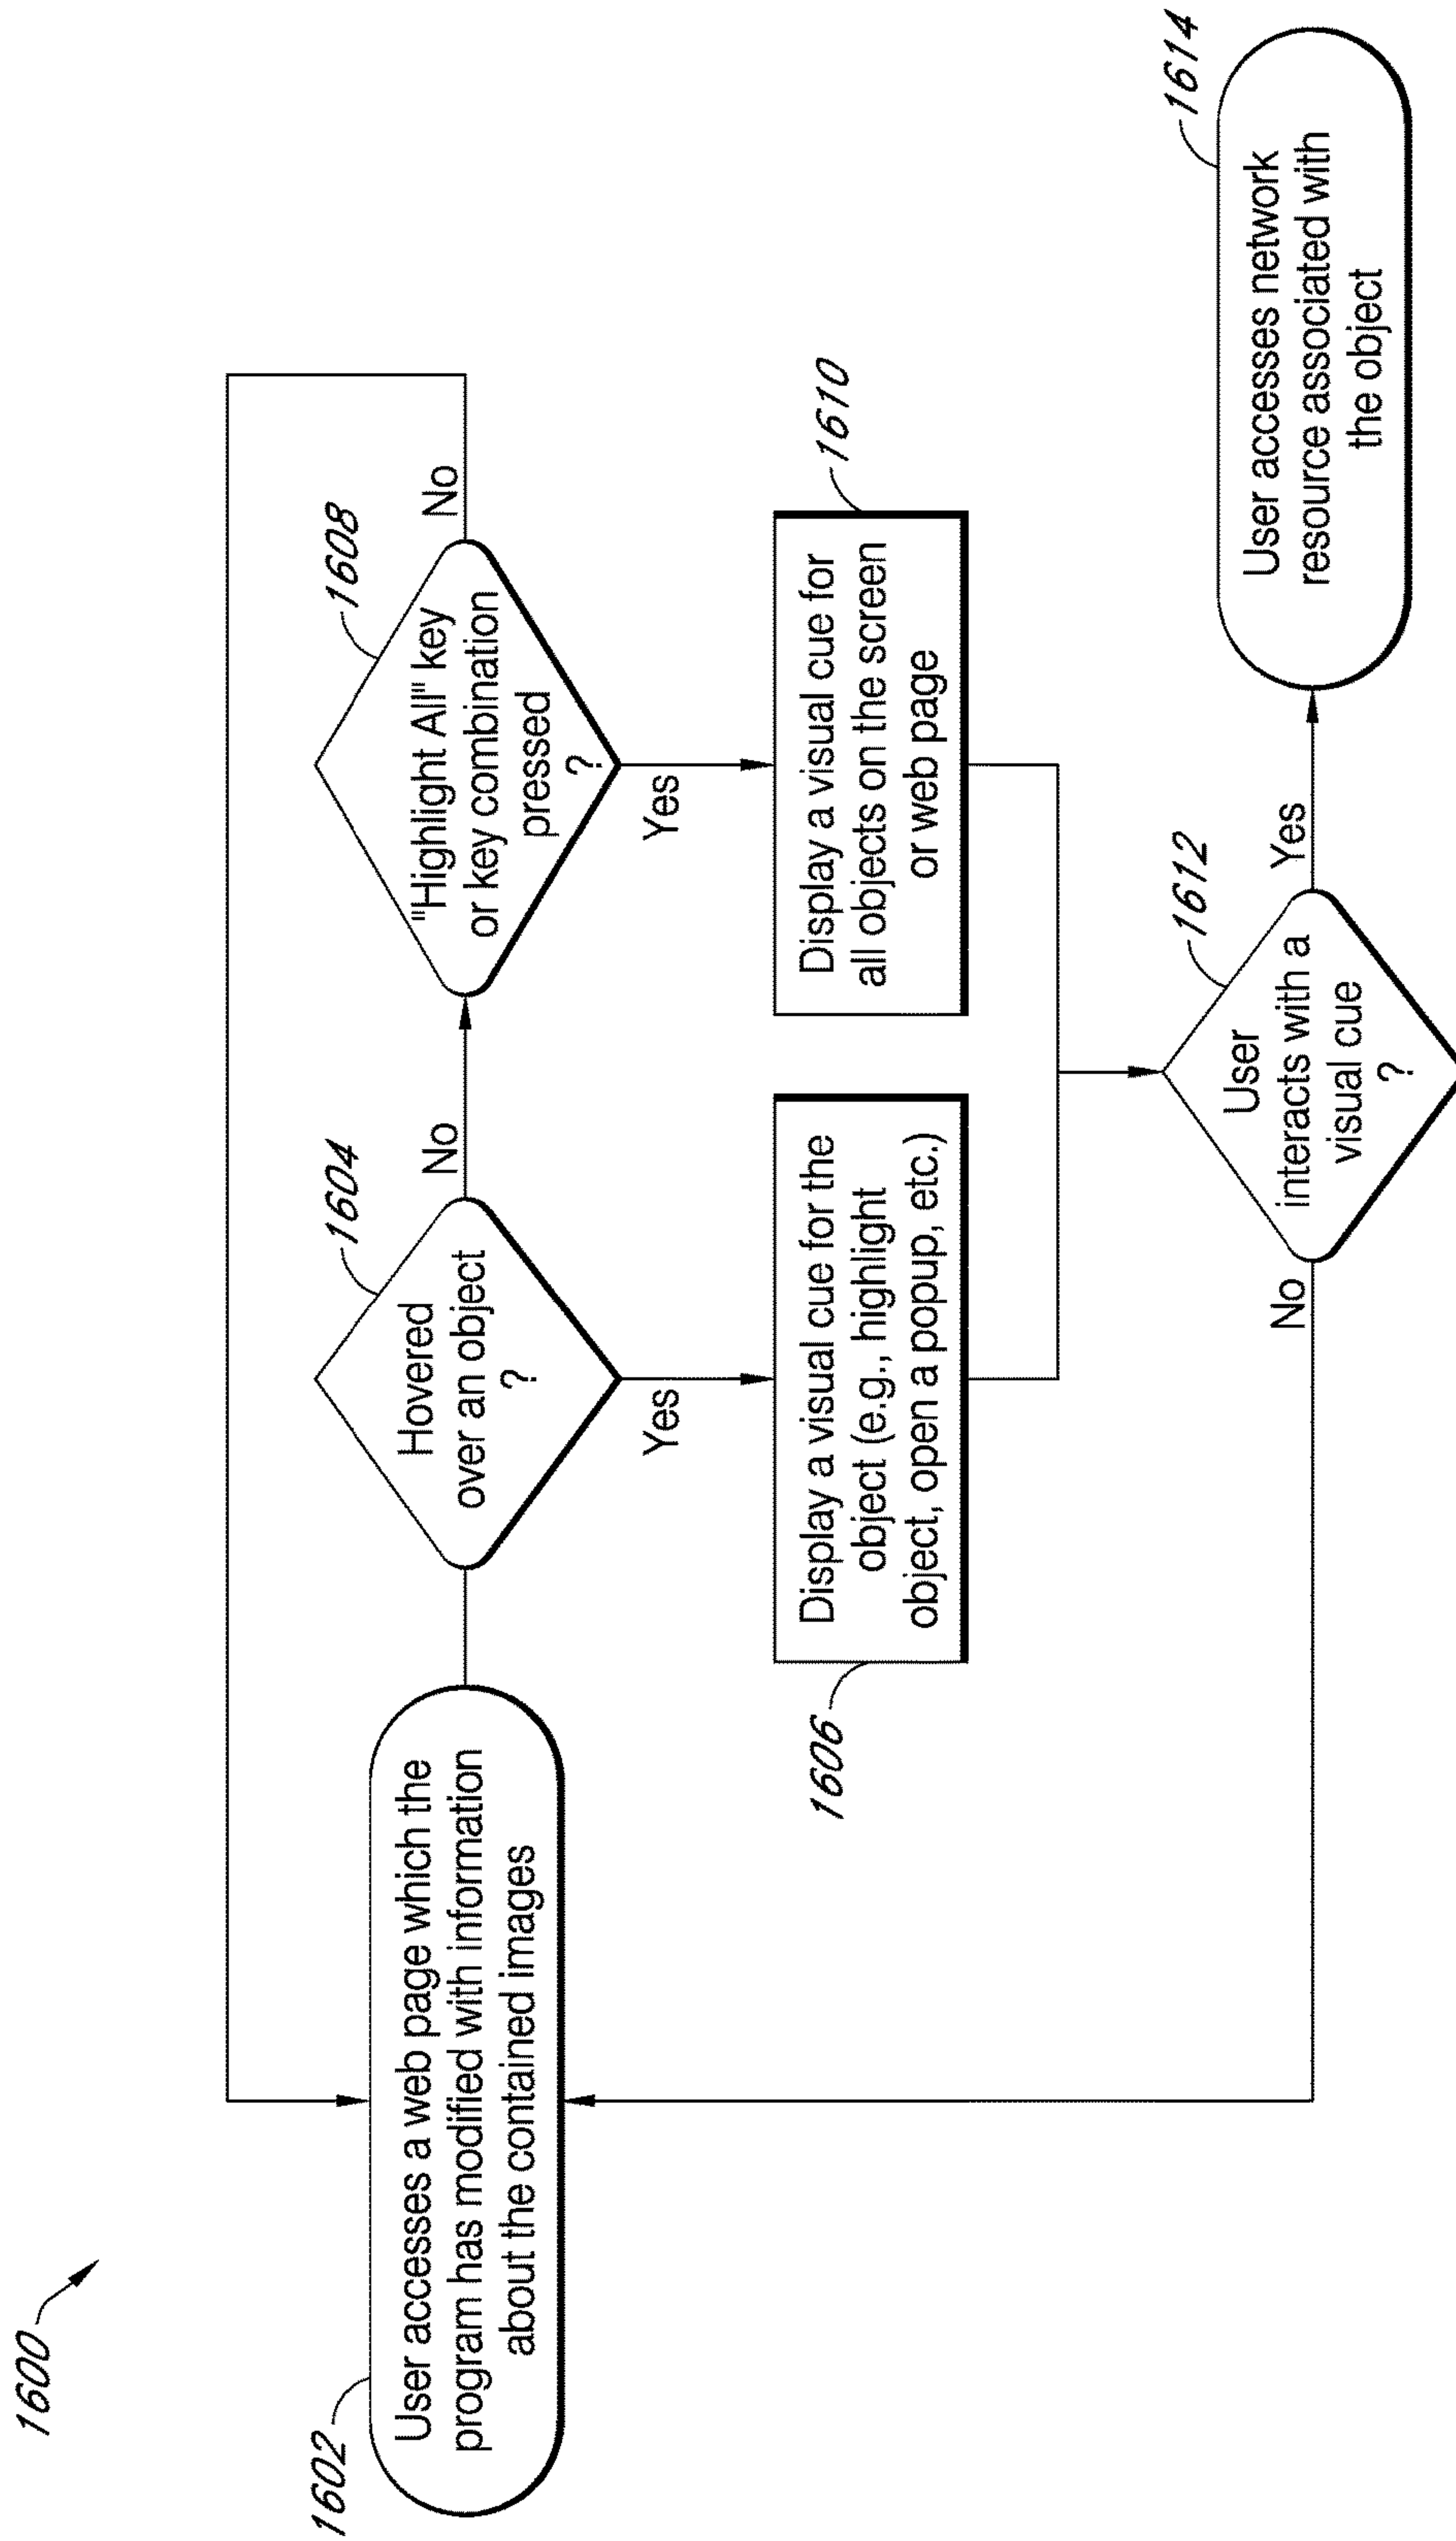 1600
1602
User accesses a web page which the
program has modified with information
about the contained images
1604
Hovered
over an object
?
No
Yes
1608
"Highlight All" key
or key combination
pressed
?
No
Yes
1606
Display a visual cue for the
object (e.g., highlight
object, open a popup, etc.)
1610
Display a visual cue for
all objects on the screen
or web page
1612
User
interacts with a
visual cue
?
No
Yes
1614
User accesses network
resource associated with
the object